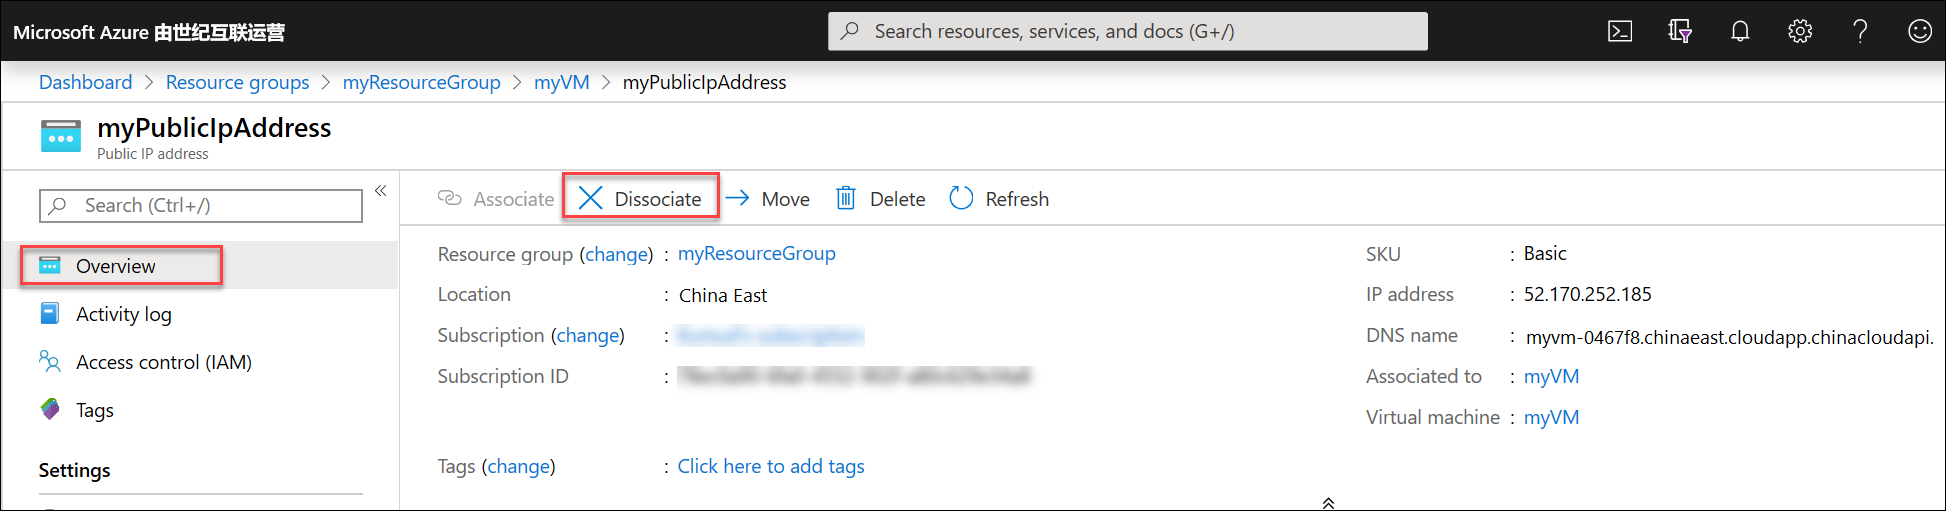 Microsoft Azure 由世纪互联运营
Search resources, services, and docs (G+/)
Dashboard > Resource groups > myResourceGroup > myVM > myPublicIpAddress
myPublicIpAddress
Public IP address
Search (Ctrl+/)
«
Overview
Activity log
Access control (IAM)
Tags
Settings
Associate
Dissociate
Move
Delete
Refresh
Resource group (change) : myResourceGroup
Location : China East
Subscription (change) :
Subscription ID :
Tags (change) : Click here to add tags
SKU : Basic
IP address : 52.170.252.185
DNS name : myvm-0467f8.chinaeast.cloudapp.chinacloudapi.
Associated to : myVM
Virtual machine : myVM